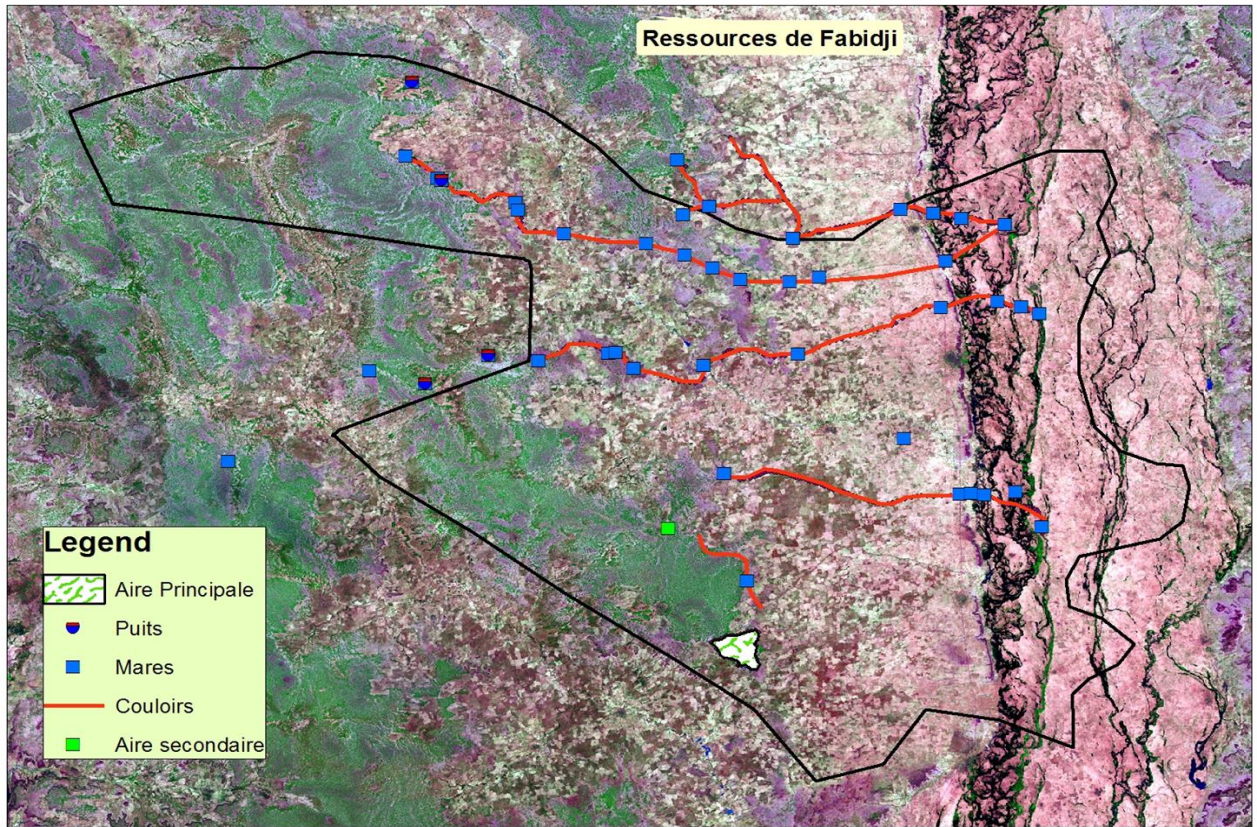 Ressources de Fabidji
Legend
Aire Principale
Puits
Mares
Couloirs
Aire secondaire